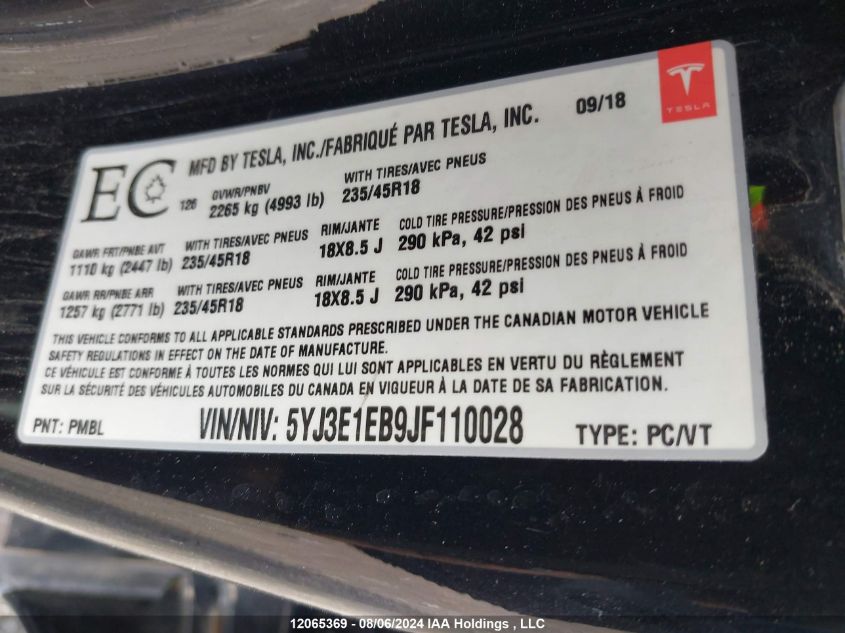 TESLA
MFD BY TESLA, INC./FABRIQUÉ PAR TESLA, INC. 09/18
EC 126
GVWR/PNBV WITH TIRES/AVEC PNEUS
2265 kg (4993 lb) 235/45R18
GAWR FRT/PNBE AVT WITH TIRES/AVEC PNEUS RIM/JANTE COLD TIRE PRESSURE/PRESSION DES PNEUS À FROID
1110 kg (2447 lb) 235/45R18 18X8.5 J 290 kPa, 42 psi
GAWR RR/PNBE ARR WITH TIRES/AVEC PNEUS RIM/JANTE COLD TIRE PRESSURE/PRESSION DES PNEUS À FROID
1257 kg (2771 lb) 235/45R18 18X8.5 J 290 kPa, 42 psi
THIS VEHICLE CONFORMS TO ALL APPLICABLE STANDARDS PRESCRIBED UNDER THE CANADIAN MOTOR VEHICLE
SAFETY REGULATIONS IN EFFECT ON THE DATE OF MANUFACTURE.
CE VÉHICULE EST CONFORME À TOUTES LES NORMES QUI LUI SONT APPLICABLES EN VERTU DU RÈGLEMENT
SUR LA SÉCURITÉ DES VÉHICULES AUTOMOBILES DU CANADA EN VIGUEUR À LA DATE DE SA FABRICATION.
PNT: PMBL VIN/NIV: 5YJ3E1EB9JF110028 TYPE: PC/VT
12065369 - 08/06/2024 IAA Holdings , LLC